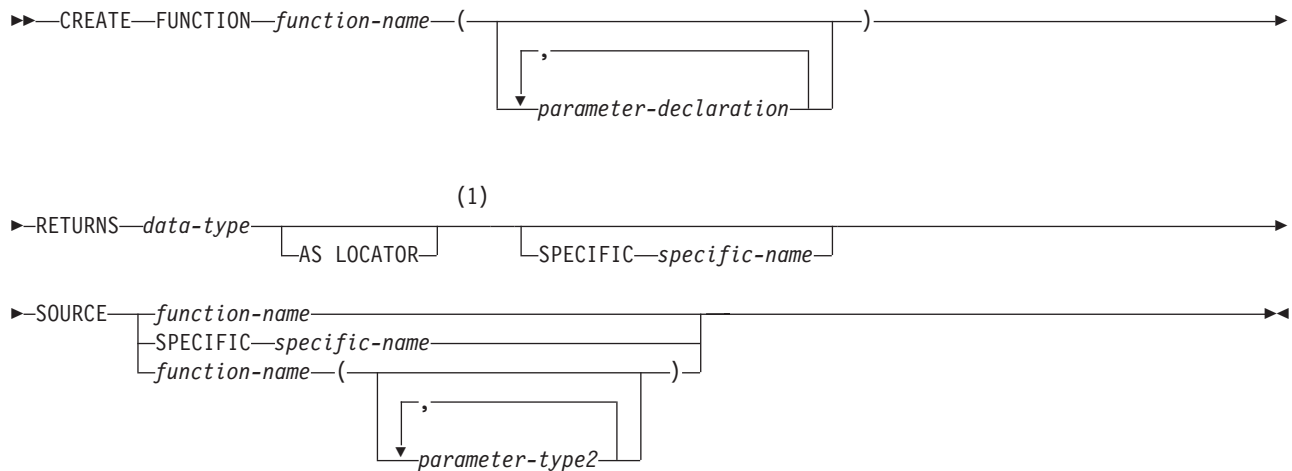 CREATE FUNCTION function-name ( )
,
parameter-declaration
(1)
RETURNS data-type
AS LOCATOR SPECIFIC specific-name
SOURCE function-name
SPECIFIC specific-name
function-name ( )
,
parameter-type2